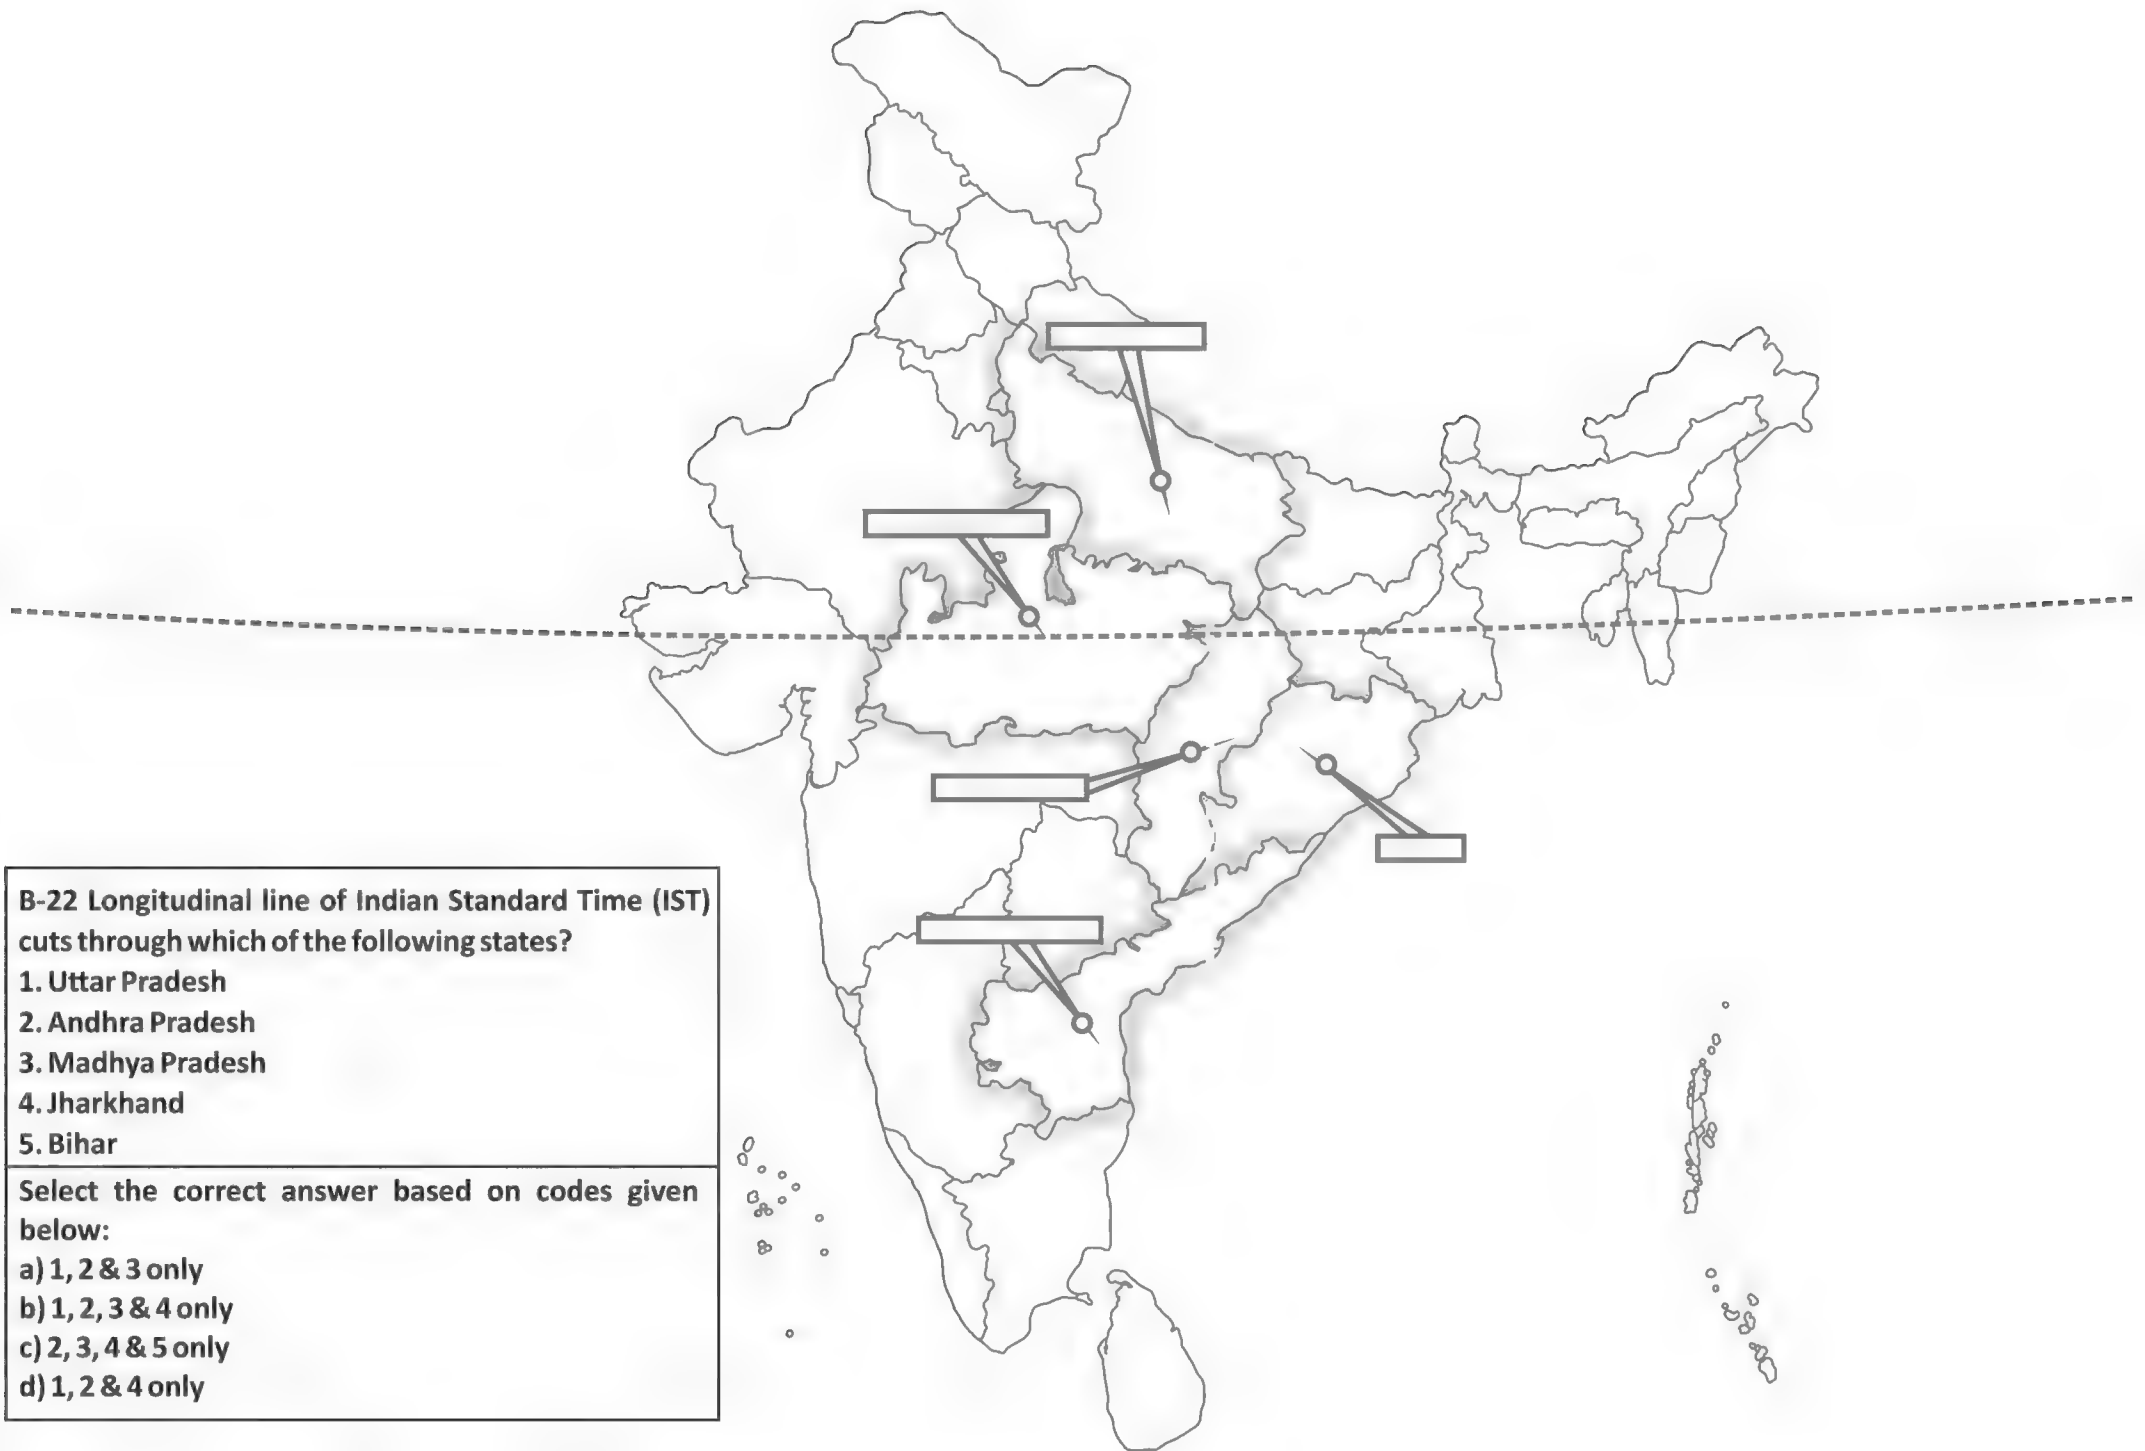 B-22 Longitudinal line of Indian Standard Time (IST)
cuts through which of the following states?
1. Uttar Pradesh
2. Andhra Pradesh
3. Madhya Pradesh
4. Jharkhand
5. Bihar
Select the correct answer based on codes given
below:
a) 1, 2 & 3 only
b) 1, 2, 3 & 4 only
c) 2, 3, 4 & 5 only
d) 1, 2 & 4 only